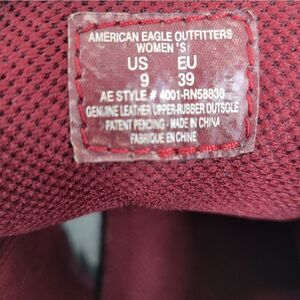 AMERICAN EAGLE OUTFITTERS
WOMEN'S
US EU
9 39
AE STYLE # 4001-RN58830
GENUINE LEATHER UPPER-RUBBER OUTSOLE
PATENT PENDING - MADE IN CHINA
FABRIQUE EN CHINE